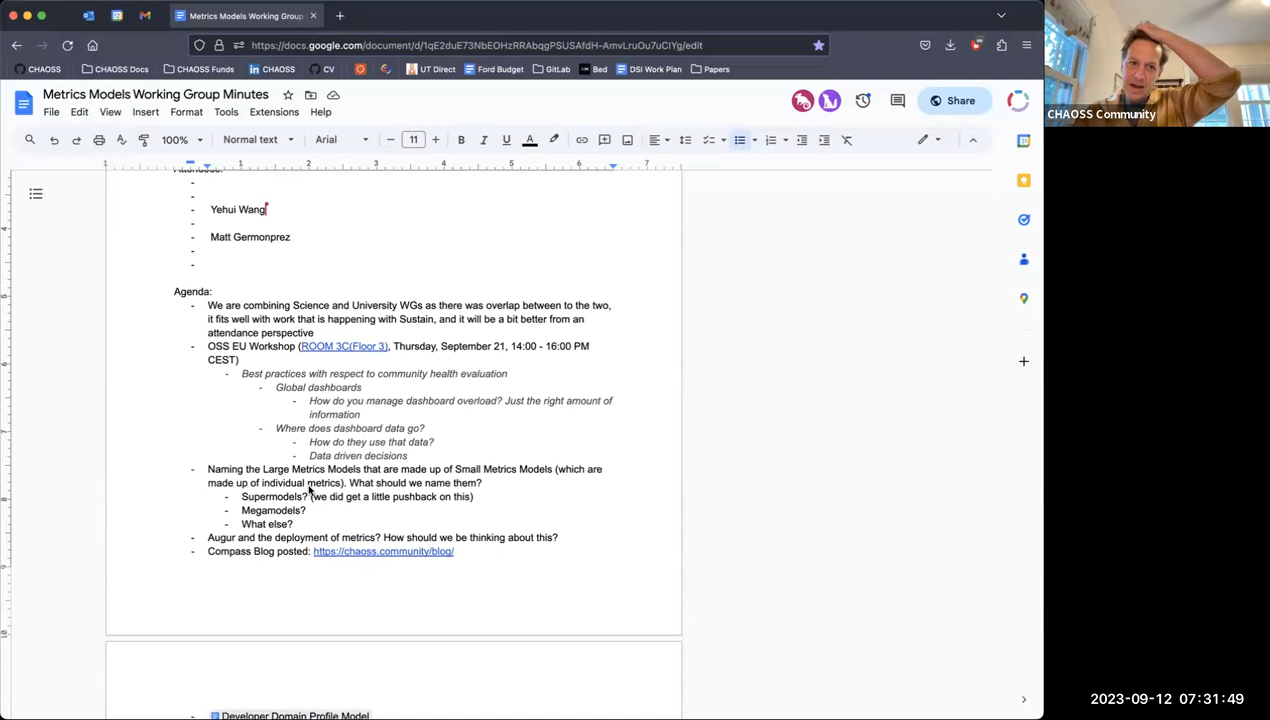 Metrics Models Working Group
https://docs.google.com/document/d/1qE2duE73NbEOHzRRAbqgPSUSAfdH-AmvLruOu7uCIYg/edit
CHAOSS
CHAOSS Docs
CHAOSS Funds
CHAOSS
CV
UT Direct
Ford Budget
GitLab
Bed
DSI Work Plan
Papers
Metrics Models Working Group Minutes
File Edit View Insert Format Tools Extensions Help
Share
100% Normal text Arial 11
1 1 2 3 4 5 6 7
Attendees:
-
-
- Yehui Wang
-
- Matt Germonprez
-
-
Agenda:
- We are combining Science and University WGs as there was overlap between to the two,
it fits well with work that is happening with Sustain, and it will be a bit better from an
attendance perspective
- OSS EU Workshop (ROOM 3C(Floor 3), Thursday, September 21, 14:00 - 16:00 PM
CEST)
- Best practices with respect to community health evaluation
- Global dashboards
- How do you manage dashboard overload? Just the right amount of
information
- Where does dashboard data go?
- How do they use that data?
- Data driven decisions
- Naming the Large Metrics Models that are made up of Small Metrics Models (which are
made up of individual metrics). What should we name them?
- Supermodels? (we did get a little pushback on this)
- Megamodels?
- What else?
- Augur and the deployment of metrics? How should we be thinking about this?
- Compass Blog posted: https://chaoss.community/blog/
- Developer Domain Profile Model
CHAOSS Community
2023-09-12 07:31:49